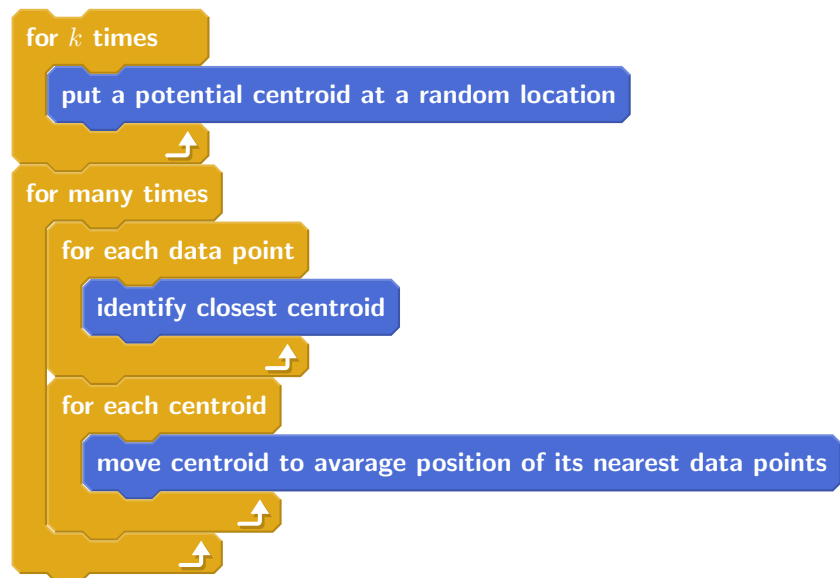 for k times
put a potential centroid at a random location
for many times
for each data point
identify closest centroid
for each centroid
move centroid to avarage position of its nearest data points